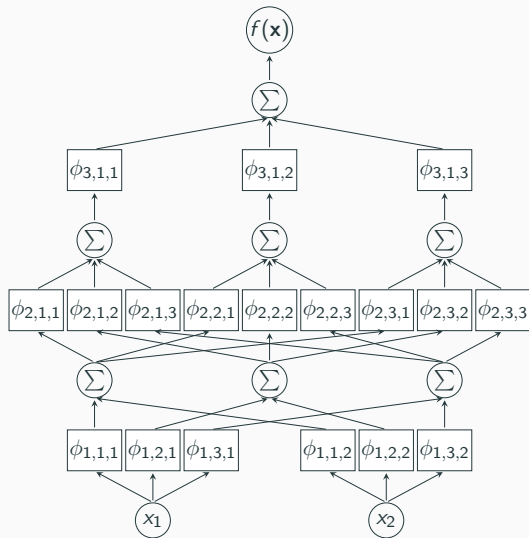 f(x)
∑
ϕ3,1,1 ϕ3,1,2 ϕ3,1,3
∑ ∑ ∑
ϕ2,1,1 ϕ2,1,2 ϕ2,1,3 ϕ2,2,1 ϕ2,2,2 ϕ2,2,3 ϕ2,3,1 ϕ2,3,2 ϕ2,3,3
∑ ∑ ∑
ϕ1,1,1 ϕ1,2,1 ϕ1,3,1 ϕ1,1,2 ϕ1,2,2 ϕ1,3,2
x1 x2